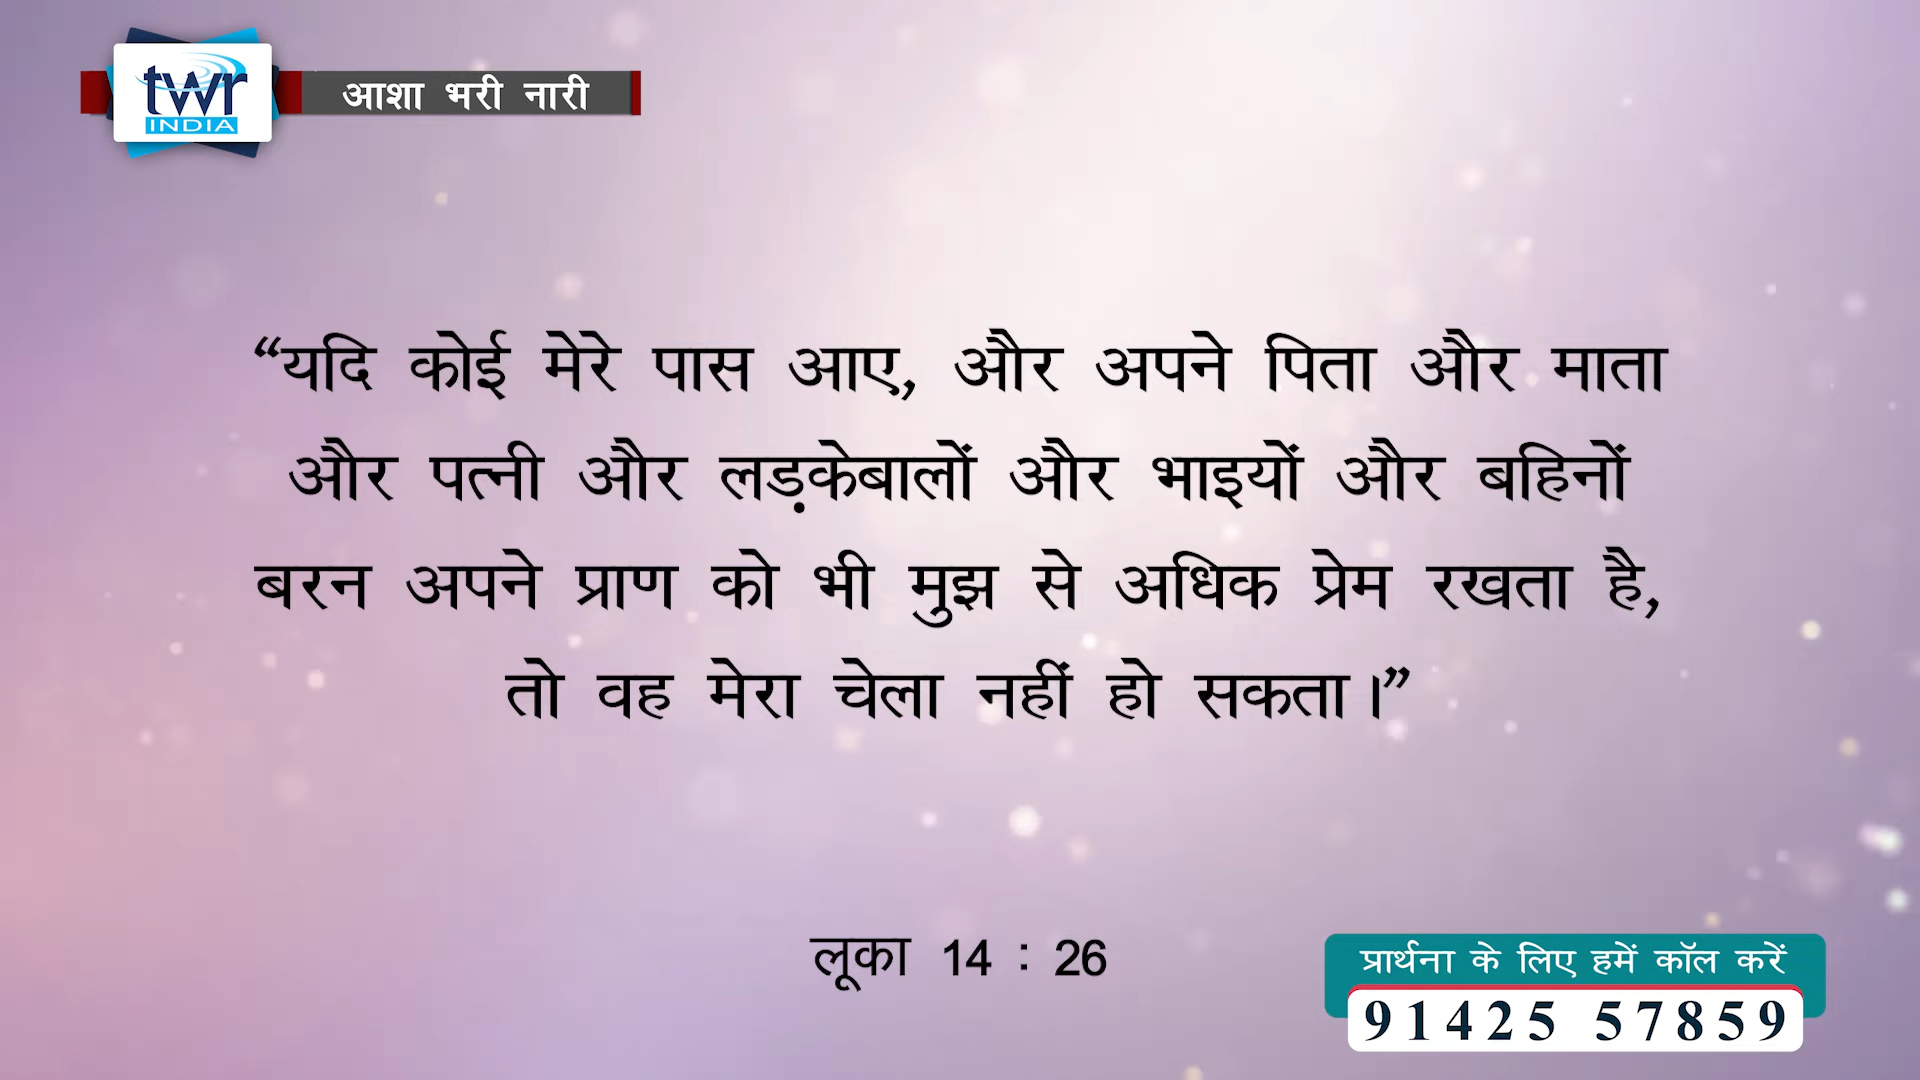 twr
INDIA
आशा भरी नारी
“यदि कोई मेरे पास आए, और अपने पिता और माता
और पत्नी और लड़केबालों और भाइयों और बहिनों
बरन अपने प्राण को भी मुझ से अधिक प्रेम रखता है,
तो वह मेरा चेला नहीं हो सकता।”
लूका 14 : 26
प्रार्थना के लिए हमें कॉल करें
91425 57859